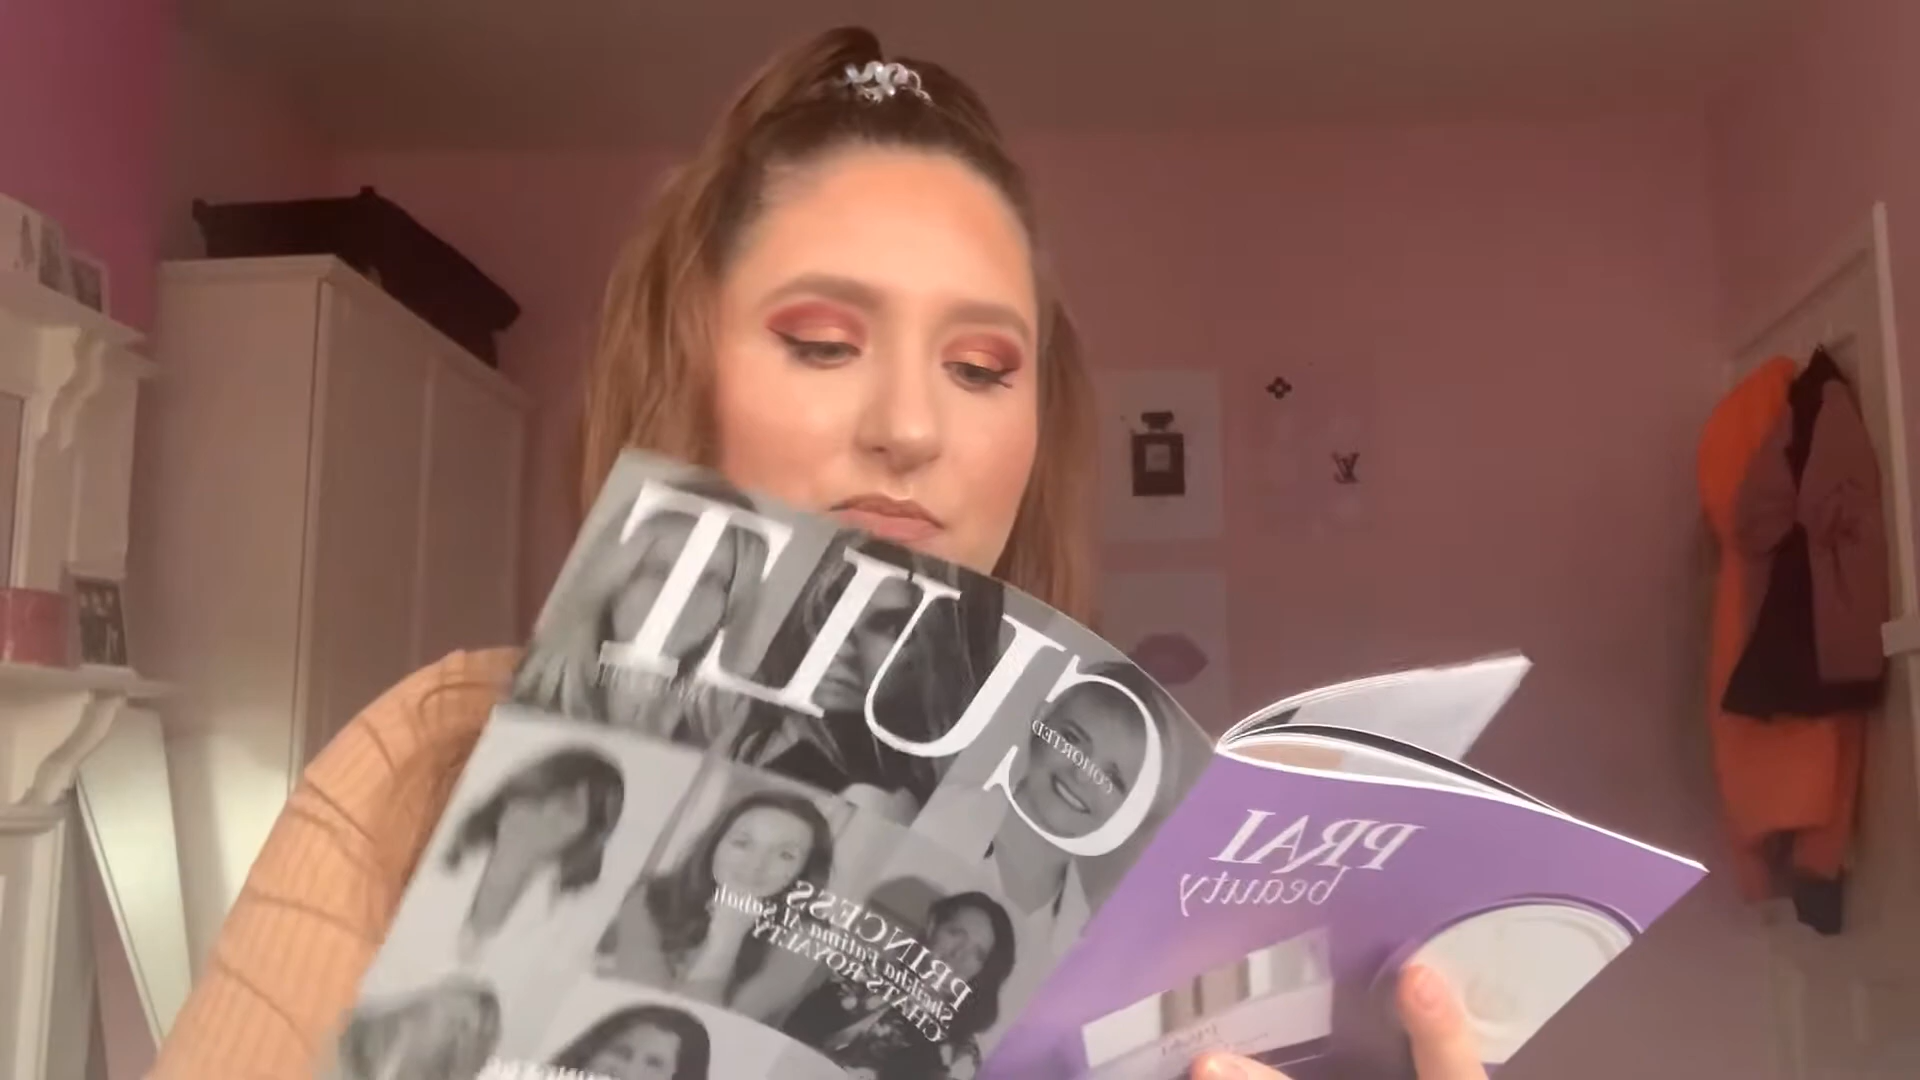 CULT
COHORTED
PRINCESS
Sheikha Fatima Al Sabah
CHATS ROYALTY
PRAI
beauty